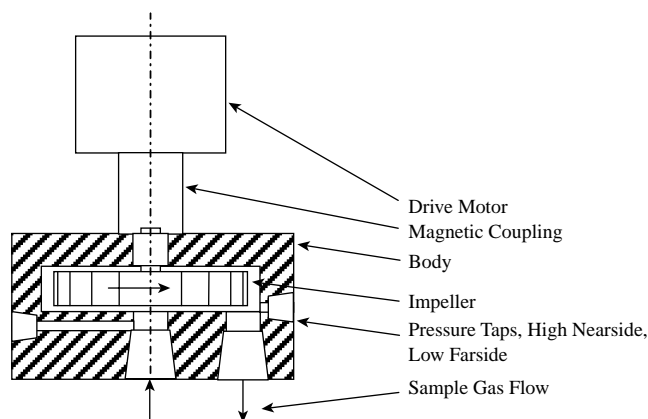 Drive Motor
Magnetic Coupling
Body
Impeller
Pressure Taps, High Nearside,
Low Farside
Sample Gas Flow